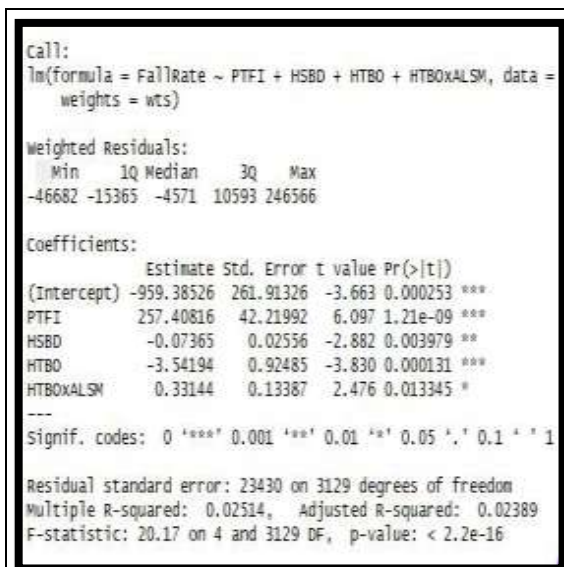 Call:
lm(formula = FallRate ~ PTFI + HSBD + HTBO + HTBOxALSM, data =
weights = wts)
Weighted Residuals:
Min 1Q Median 3Q Max
-46682 -15365 -4571 10593 246566
Coefficients:
Estimate Std. Error t value Pr(>|t|)
(Intercept) -959.38526 261.91326 -3.663 0.000253 ***
PTFI 257.40816 42.21992 6.097 1.21e-09 ***
HSBD -0.07365 0.02556 -2.882 0.003979 **
HTBO -3.54194 0.92485 -3.830 0.000131 ***
HTBOxALSM 0.33144 0.13387 2.476 0.013345 *
---
Signif. codes: 0 ‘***’ 0.001 ‘**’ 0.01 ‘*’ 0.05 ‘.’ 0.1 ‘ ’ 1
Residual standard error: 23430 on 3129 degrees of freedom
Multiple R-squared: 0.02514, Adjusted R-squared: 0.02389
F-statistic: 20.17 on 4 and 3129 DF, p-value: < 2.2e-16